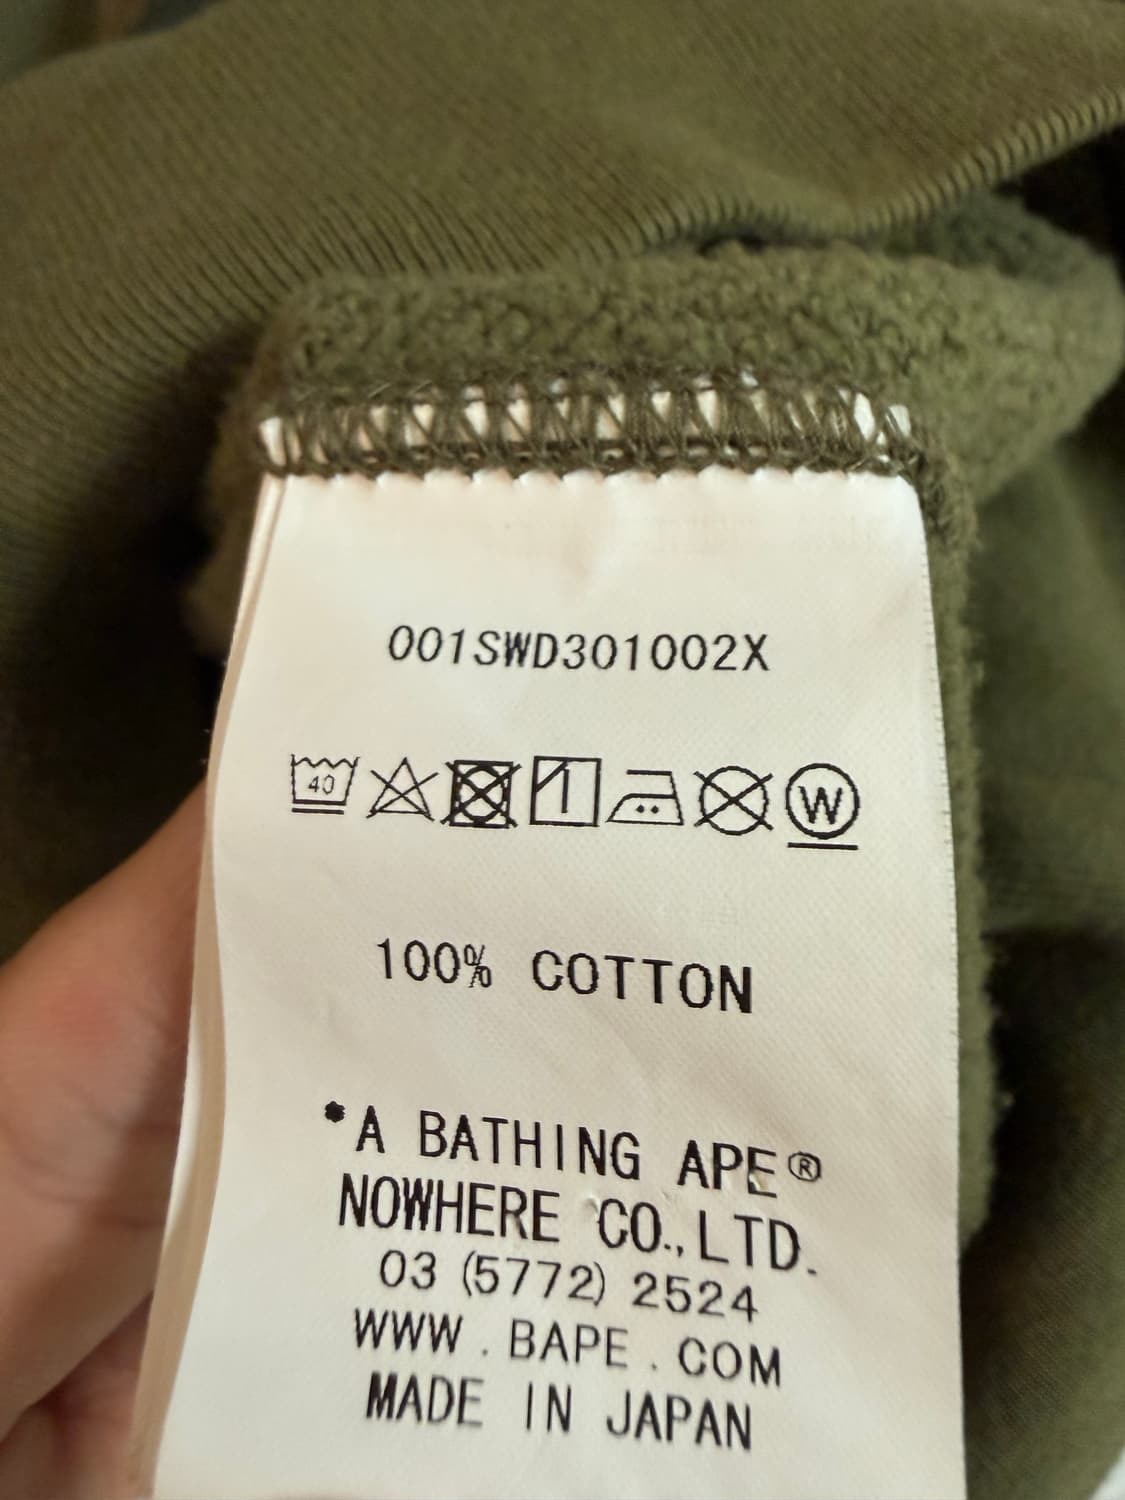 001SWD301002X
40
W
100% COTTON
*A BATHING APE®
NOWHERE CO.,LTD.
03 (5772) 2524
WWW.BAPE.COM
MADE IN JAPAN